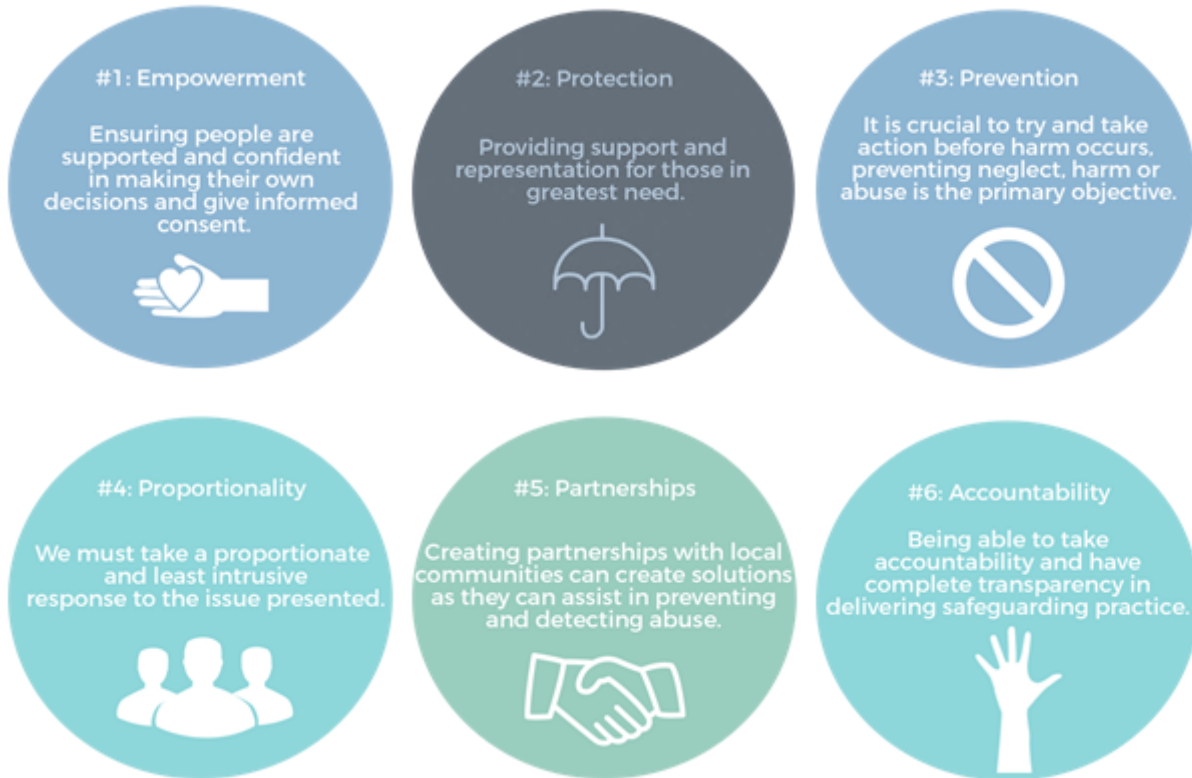 #1: Empowerment
Ensuring people are
supported and confident
in making their own
decisions and give informed
consent.
#2: Protection
Providing support and
representation for those in
greatest need.
#3: Prevention
It is crucial to try and take
action before harm occurs,
preventing neglect, harm or
abuse is the primary objective.
#4: Proportionality
We must take a proportionate
and least intrusive
response to the issue presented.
#5: Partnerships
Creating partnerships with local
communities can create solutions
as they can assist in preventing
and detecting abuse.
#6: Accountability
Being able to take
accountability and have
complete transparency in
delivering safeguarding practice.